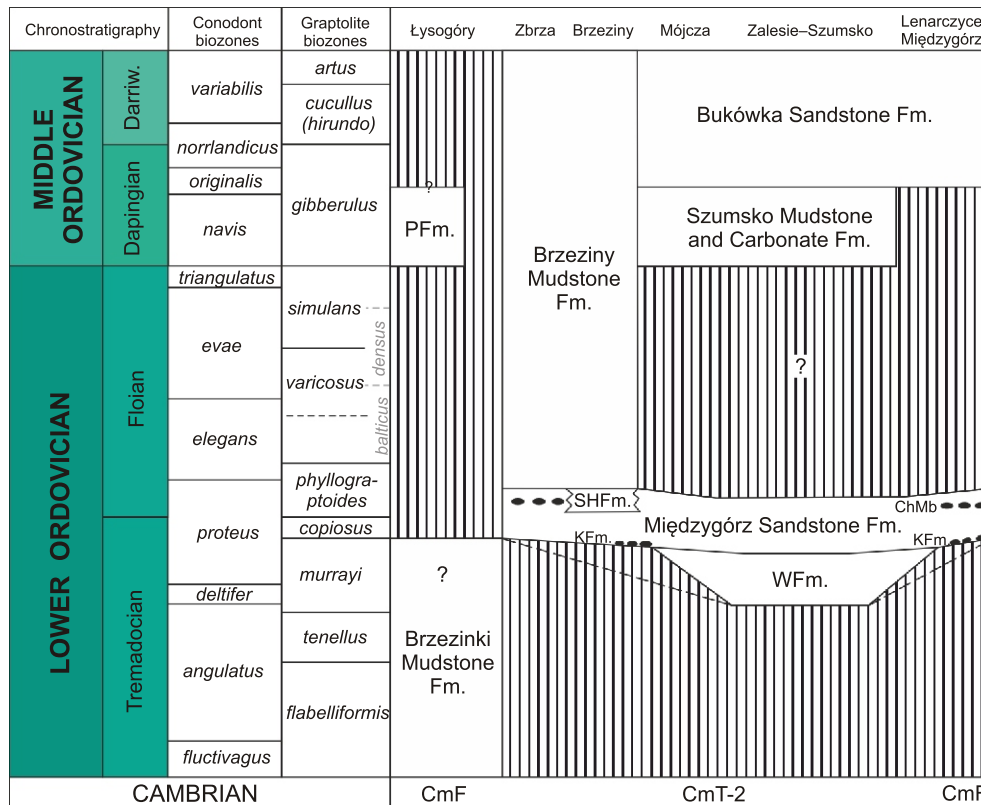 Chronostratigraphy
Conodont
biozones
Graptolite
biozones
Łysogóry
Zbrza
Brzeziny
Mójcza
Zalesie–Szumsko
Lenarczyce
Międzygórz
MIDDLE
ORDOVICIAN
LOWER ORDOVICIAN
Darriw.
Dapingian
Floian
Tremadocian
variabilis
norrlandicus
originalis
navis
triangulatus
evae
elegans
proteus
deltifer
angulatus
fluctivagus
artus
cucullus
(hirundo)
gibberulus
simulans
densus
varicosus
balticus
phyllogra-
ptoides
copiosus
murrayi
tenellus
flabelliformis
?
PFm.
?
Brzezinki
Mudstone
Fm.
Brzeziny
Mudstone
Fm.
Bukówka Sandstone Fm.
Szumsko Mudstone
and Carbonate Fm.
?
SHFm.
ChMb
Międzygórz Sandstone Fm.
KFm.
KFm.
WFm.
CAMBRIAN
CmF
CmT-2
CmF